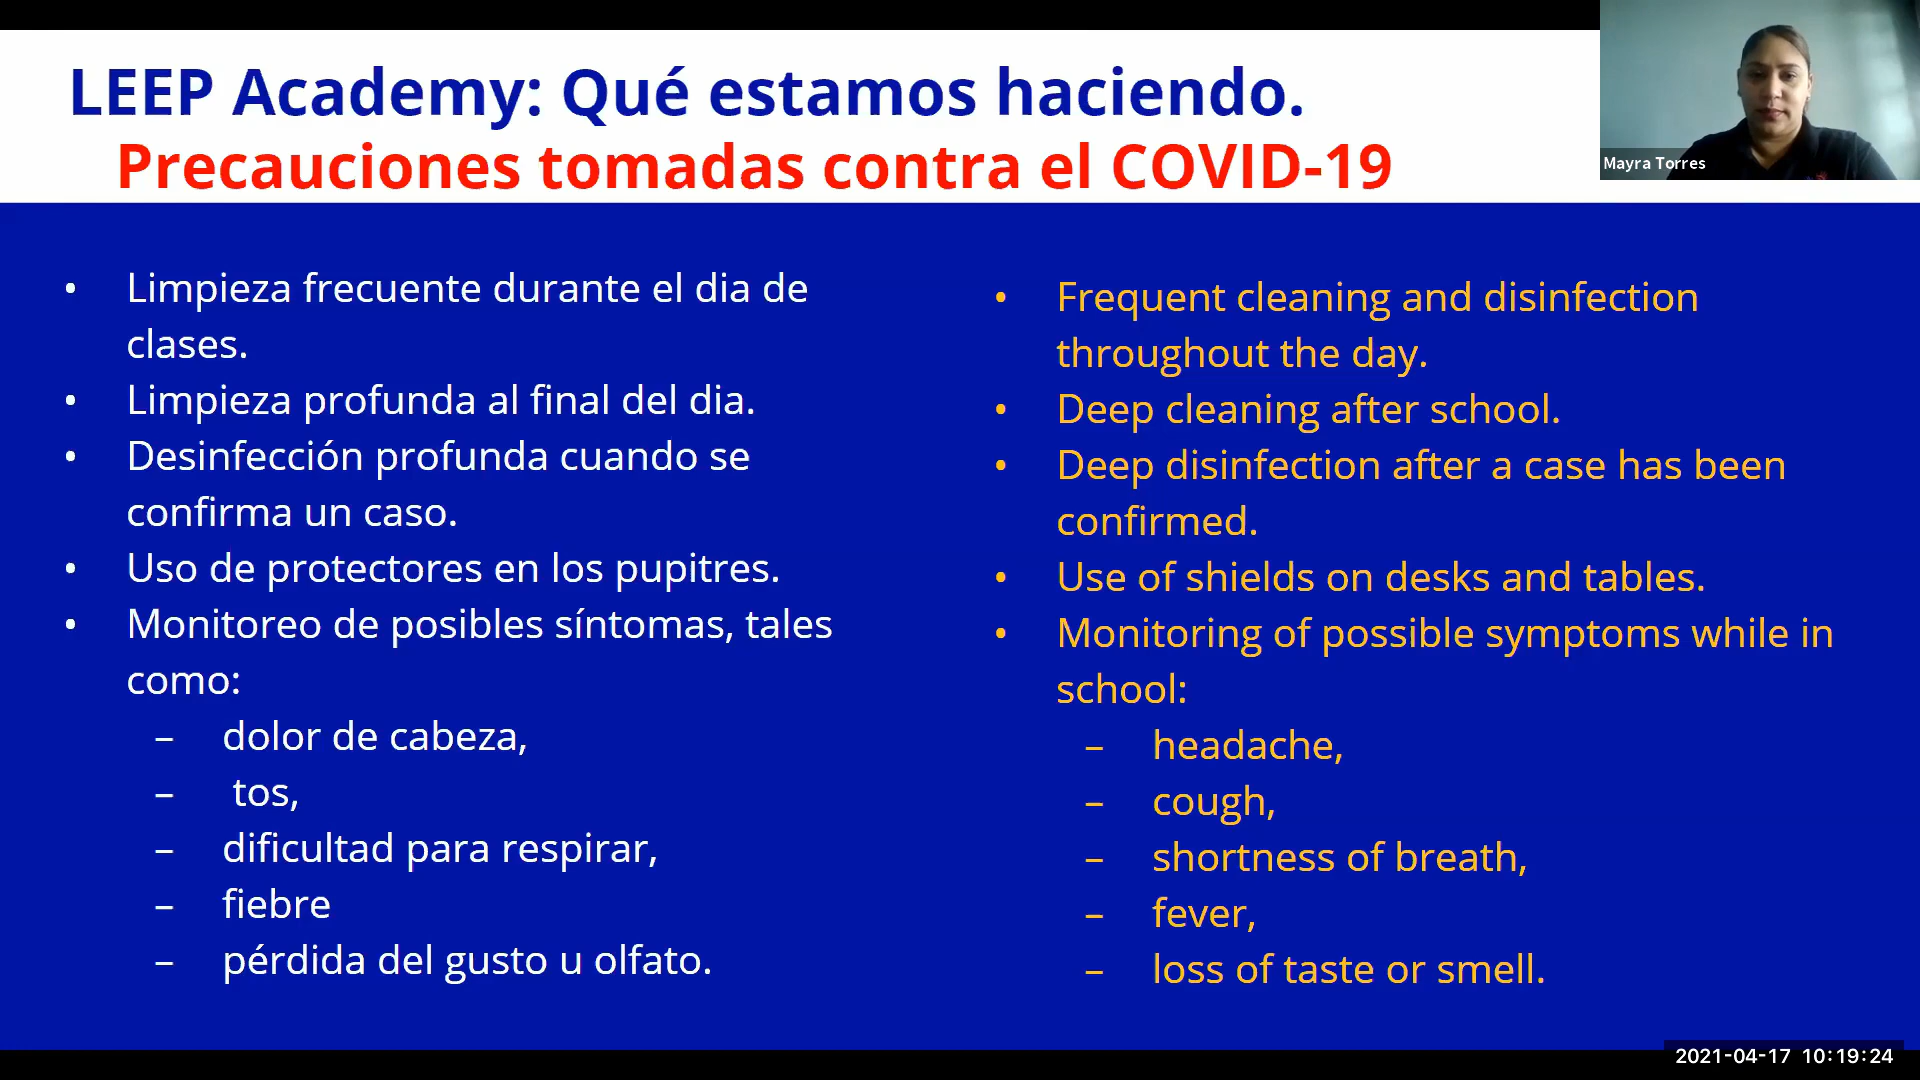 LEEP Academy: Qué estamos haciendo.
Precauciones tomadas contra el COVID-19
Mayra Torres
• Limpieza frecuente durante el dia de
clases.
• Limpieza profunda al final del dia.
• Desinfección profunda cuando se
confirma un caso.
• Uso de protectores en los pupitres.
• Monitoreo de posibles síntomas, tales
como:
– dolor de cabeza,
– tos,
– dificultad para respirar,
– fiebre
– pérdida del gusto u olfato.
• Frequent cleaning and disinfection
throughout the day.
• Deep cleaning after school.
• Deep disinfection after a case has been
confirmed.
• Use of shields on desks and tables.
• Monitoring of possible symptoms while in
school:
– headache,
– cough,
– shortness of breath,
– fever,
– loss of taste or smell.
2021-04-17 10:19:24